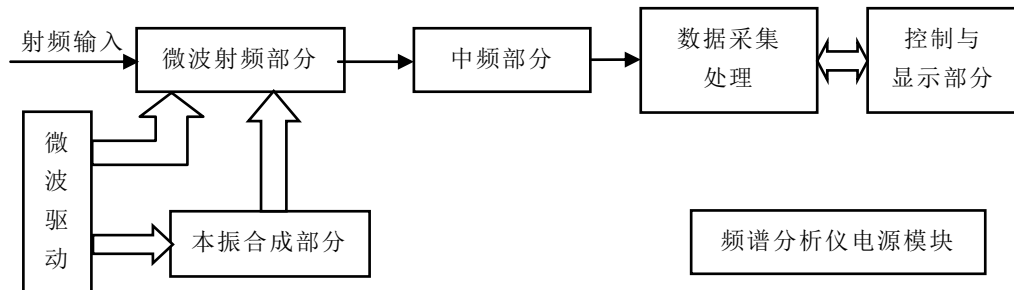 射频输入
微波射频部分
中频部分
数据采集
处理
控制与
显示部分
微
波
驱
动
本振合成部分
频谱分析仪电源模块